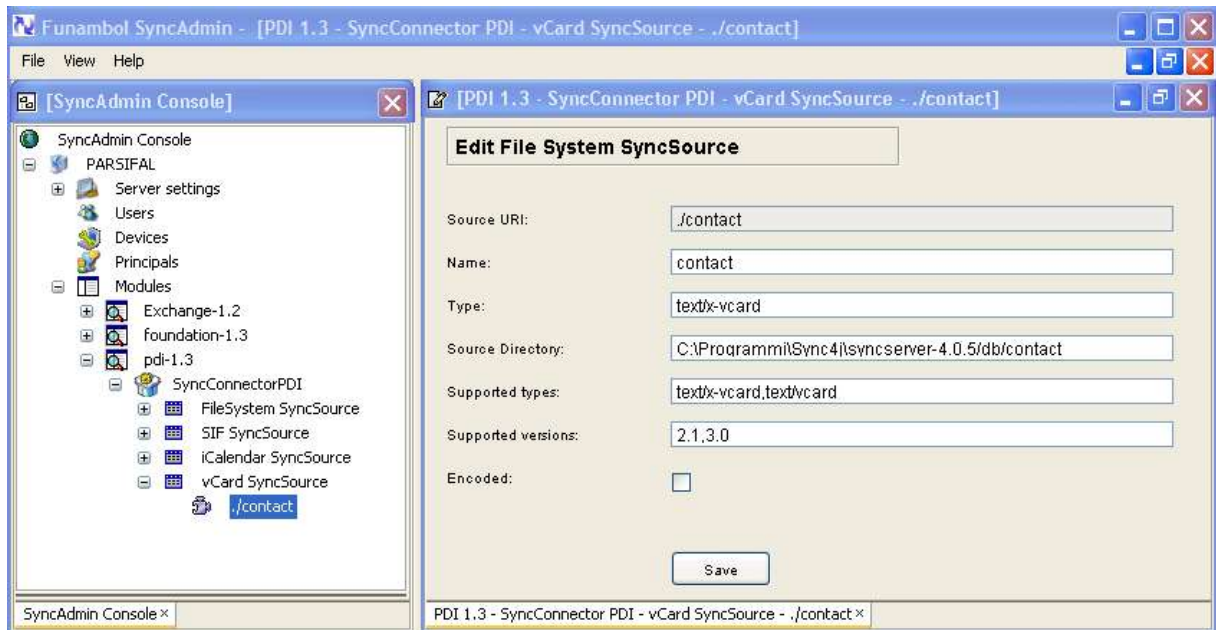 Funambol SyncAdmin - [PDI 1.3 - SyncConnector PDI - vCard SyncSource - ./contact]
File View Help
[SyncAdmin Console]
SyncAdmin Console
PARSIFAL
Server settings
Users
Devices
Principals
Modules
Exchange-1.2
foundation-1.3
pdi-1.3
SyncConnectorPDI
FileSystem SyncSource
SIF SyncSource
iCalendar SyncSource
vCard SyncSource
./contact
SyncAdmin Console ×
[PDI 1.3 - SyncConnector PDI - vCard SyncSource - ./contact]
Edit File System SyncSource
Source URI: ./contact
Name: contact
Type: text/x-vcard
Source Directory: C:\Programmi\Sync4j\syncserver-4.0.5/db/contact
Supported types: text/x-vcard,text/vcard
Supported versions: 2.1,3.0
Encoded:
Save
PDI 1.3 - SyncConnector PDI - vCard SyncSource - ./contact ×